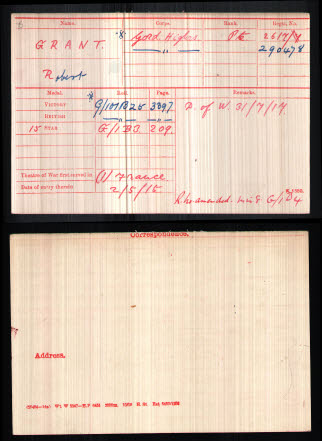 Name. Corps. Rank. Regtl. No.
GRANT. Gord. Highrs. Pte
290478
Robert
Medal. Roll. Page. Remarks.
VICTORY G/101B25 3397 D. of W. 31/7/17.
BRITISH —„— —„—
15 STAR G/1B3. 209.
Theatre of War first served in (1) France
Date of entry therein 2/5/15
K. 1380.
Correspondence.
Address.